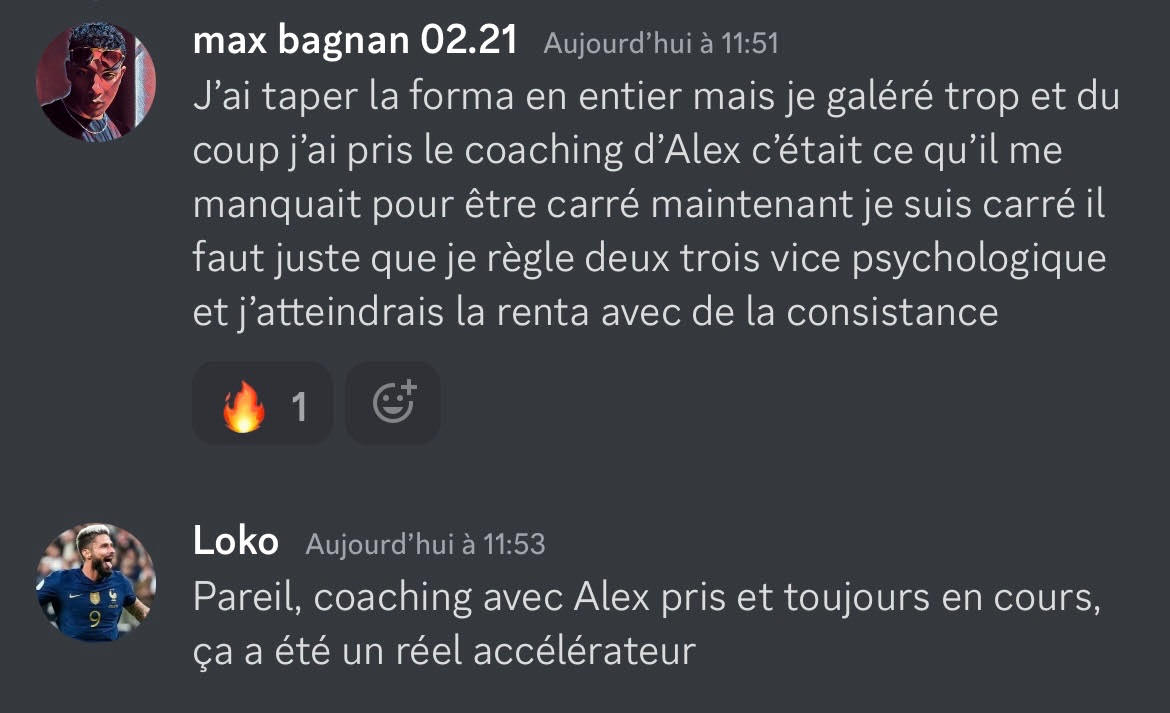 max bagnan 02.21 Aujourd’hui à 11:51
J’ai taper la forma en entier mais je galéré trop et du
coup j’ai pris le coaching d’Alex c’était ce qu’il me
manquait pour être carré maintenant je suis carré il
faut juste que je règle deux trois vice psychologique
et j’atteindrais la renta avec de la consistance
🔥 1
Loko Aujourd’hui à 11:53
Pareil, coaching avec Alex pris et toujours en cours,
ça a été un réel accélérateur
9